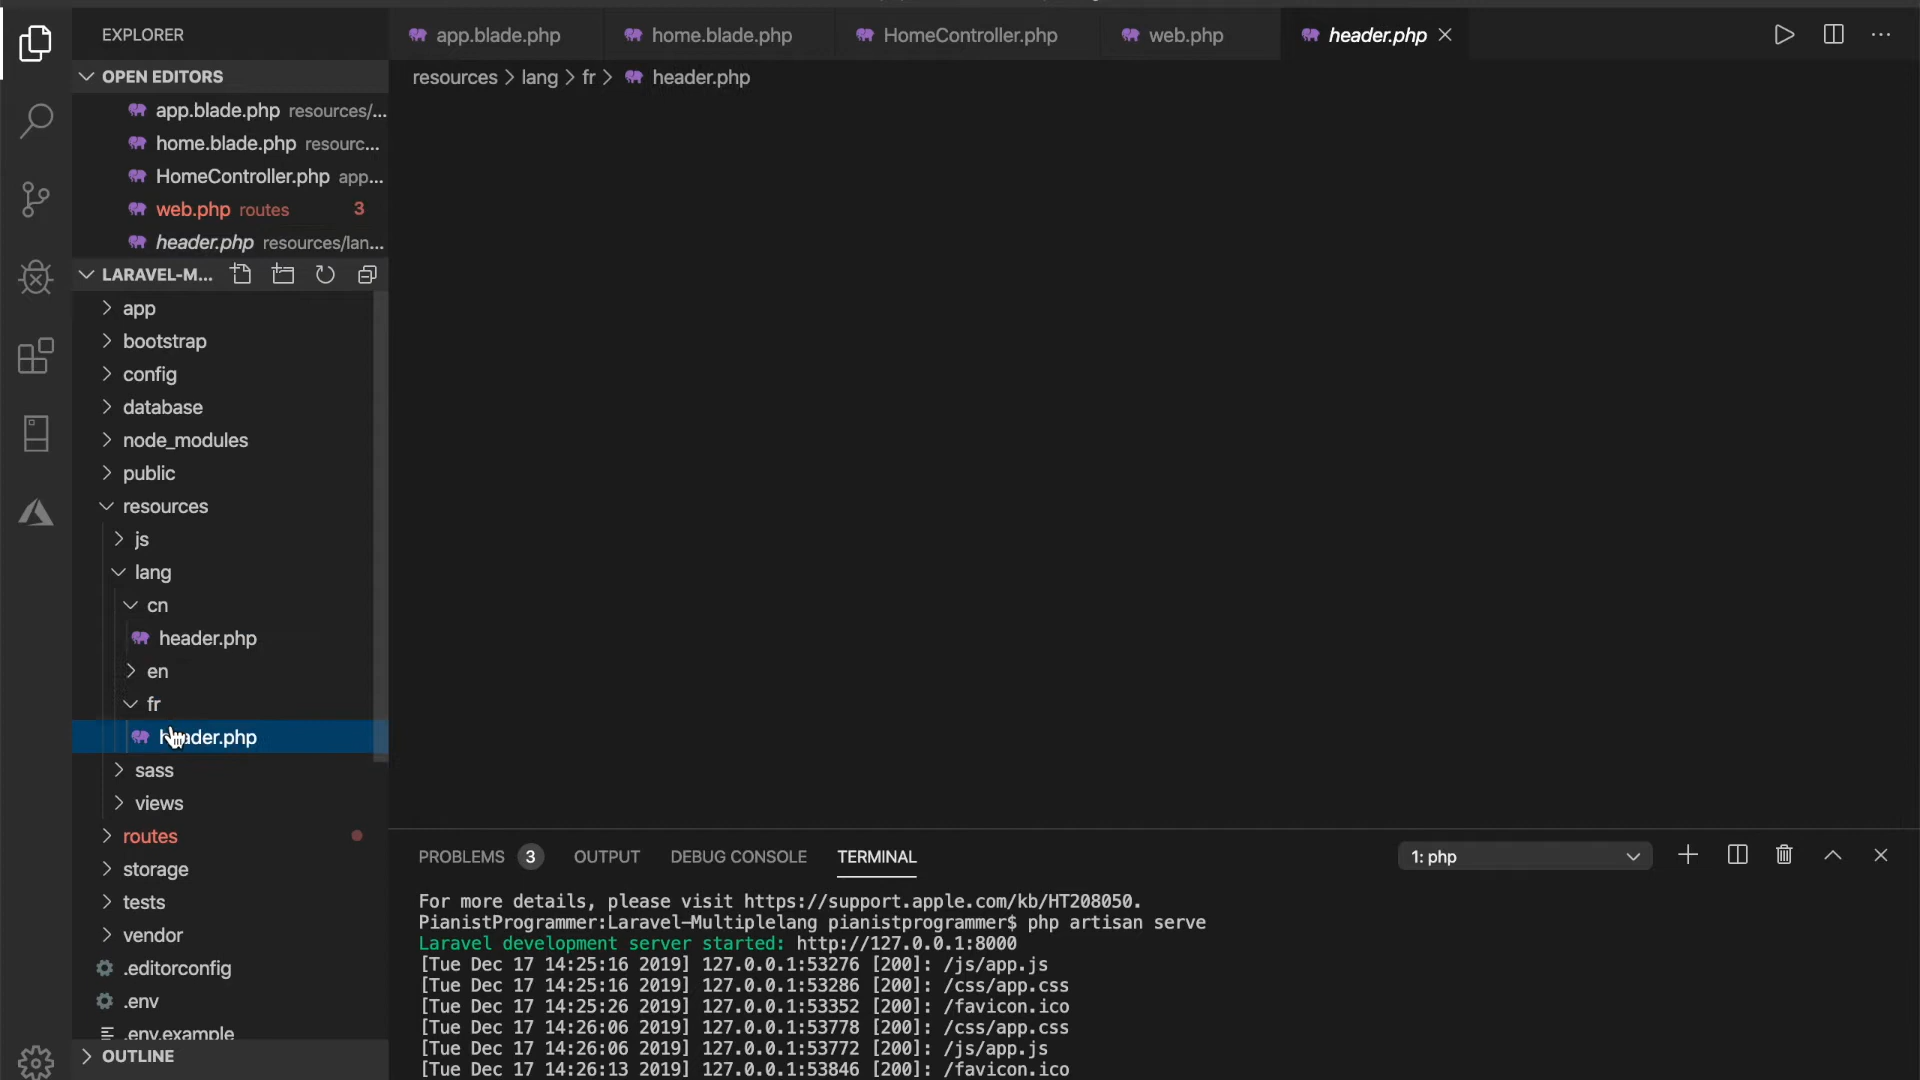 EXPLORER
OPEN EDITORS
app.blade.php resources/...
home.blade.php resourc...
HomeController.php app...
web.php routes 3
header.php resources/lan...
LARAVEL-M...
app
bootstrap
config
database
node_modules
public
resources
js
lang
cn
header.php
en
fr
header.php
sass
views
routes
storage
tests
vendor
.editorconfig
.env
.env.example
OUTLINE
app.blade.php home.blade.php HomeController.php web.php header.php
resources > lang > fr > header.php
PROBLEMS 3 OUTPUT DEBUG CONSOLE TERMINAL 1: php
For more details, please visit https://support.apple.com/kb/HT208050.
PianistProgrammer:Laravel-Multiplelang pianistprogrammer$ php artisan serve
Laravel development server started: http://127.0.0.1:8000
[Tue Dec 17 14:25:16 2019] 127.0.0.1:53276 [200]: /js/app.js
[Tue Dec 17 14:25:16 2019] 127.0.0.1:53286 [200]: /css/app.css
[Tue Dec 17 14:25:26 2019] 127.0.0.1:53352 [200]: /favicon.ico
[Tue Dec 17 14:26:06 2019] 127.0.0.1:53778 [200]: /css/app.css
[Tue Dec 17 14:26:06 2019] 127.0.0.1:53772 [200]: /js/app.js
[Tue Dec 17 14:26:13 2019] 127.0.0.1:53846 [200]: /favicon.ico